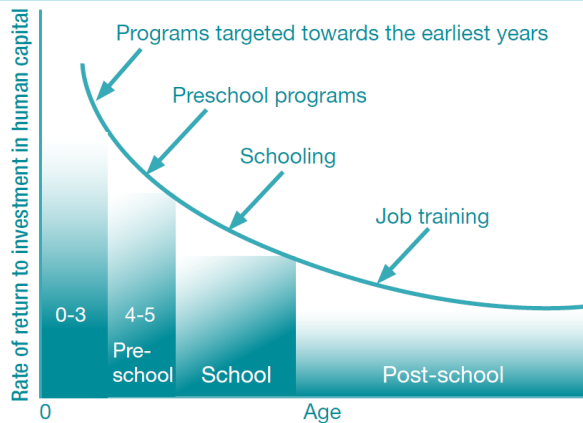 Rate of return to investment in human capital
Programs targeted towards the earliest years
Preschool programs
Schooling
Job training
0-3
4-5
Pre-
school
School
Post-school
0
Age